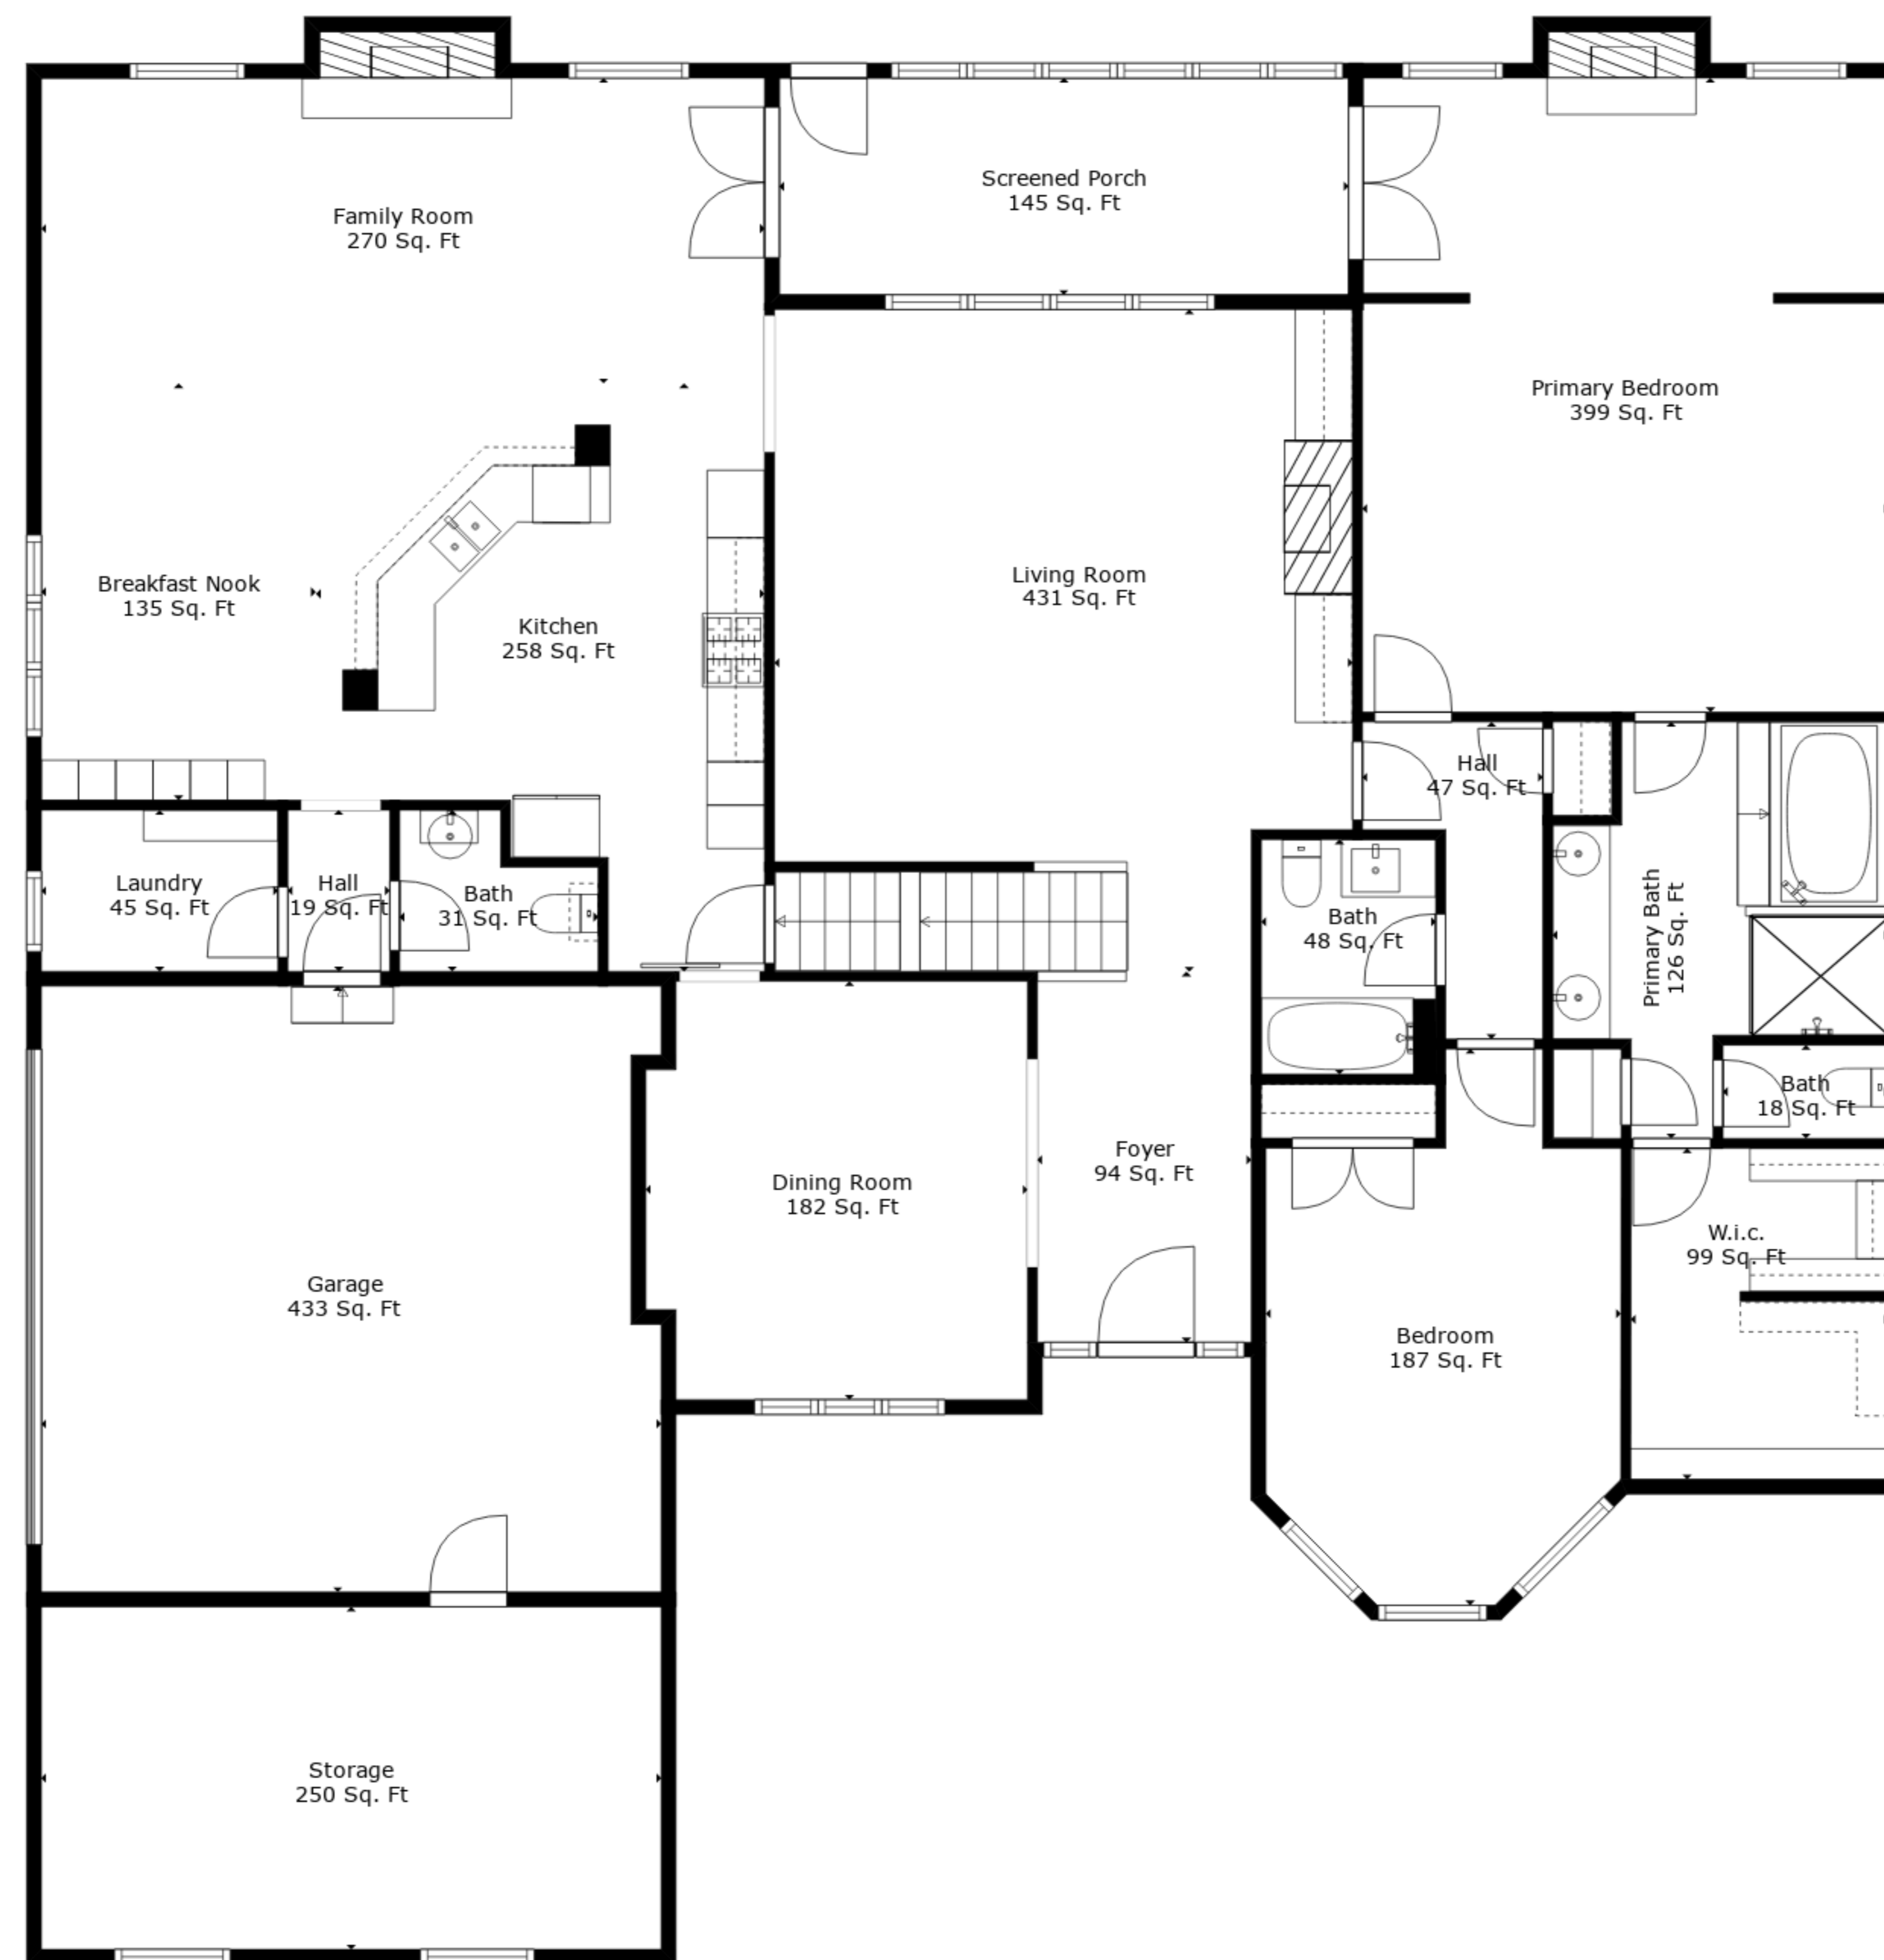 Family Room
270 Sq. Ft
Screened Porch
145 Sq. Ft
Primary Bedroom
399 Sq. Ft
Breakfast Nook
135 Sq. Ft
Kitchen
258 Sq. Ft
Living Room
431 Sq. Ft
Hall
47 Sq. Ft
Laundry
45 Sq. Ft
Hall
19 Sq. Ft
Bath
31 Sq. Ft
Bath
48 Sq. Ft
Primary Bath
126 Sq. Ft
Bath
18 Sq. Ft
Foyer
94 Sq. Ft
Dining Room
182 Sq. Ft
W.i.c.
99 Sq. Ft
Garage
433 Sq. Ft
Bedroom
187 Sq. Ft
Storage
250 Sq. Ft